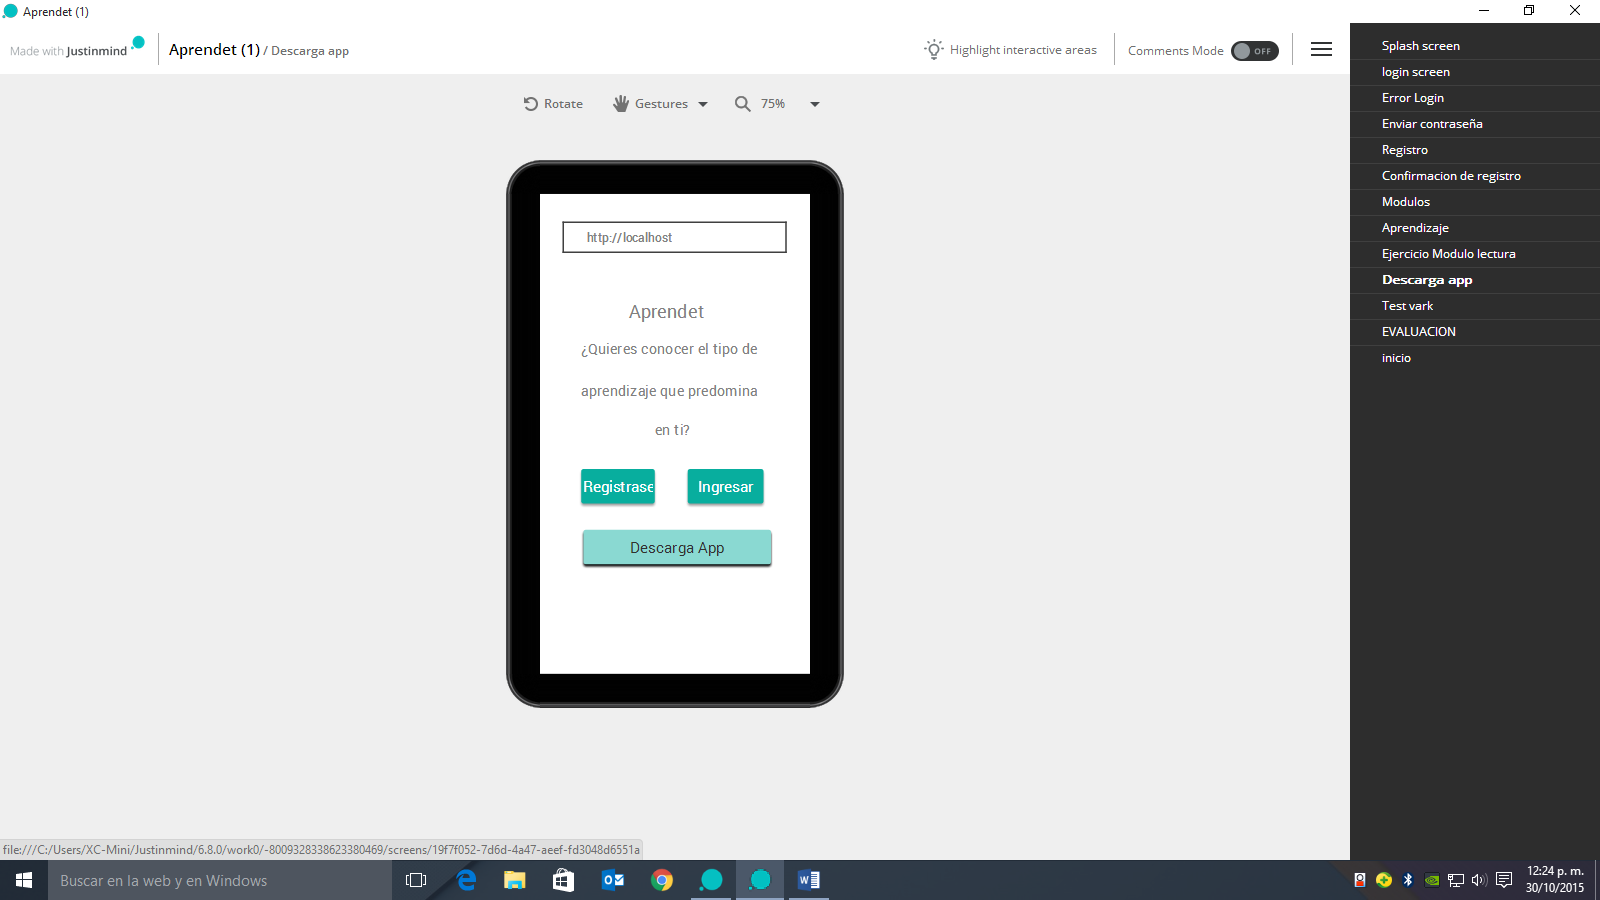 Aprendet (1)
Made with Justinmind
Aprendet (1) / Descarga app
Highlight interactive areas
Comments Mode OFF
Rotate
Gestures
75%
http://localhost
Aprendet
¿Quieres conocer el tipo de
aprendizaje que predomina
en ti?
Registrase
Ingresar
Descarga App
Splash screen
login screen
Error Login
Enviar contraseña
Registro
Confirmacion de registro
Modulos
Aprendizaje
Ejercicio Modulo lectura
Descarga app
Test vark
EVALUACION
inicio
file:///C:/Users/XC-Mini/Justinmind/6.8.0/work0/-8009328338623380469/screens/19f7f052-7d6d-4a47-aeef-fd3048d6551a
Buscar en la web y en Windows
12:24 p. m.
30/10/2015